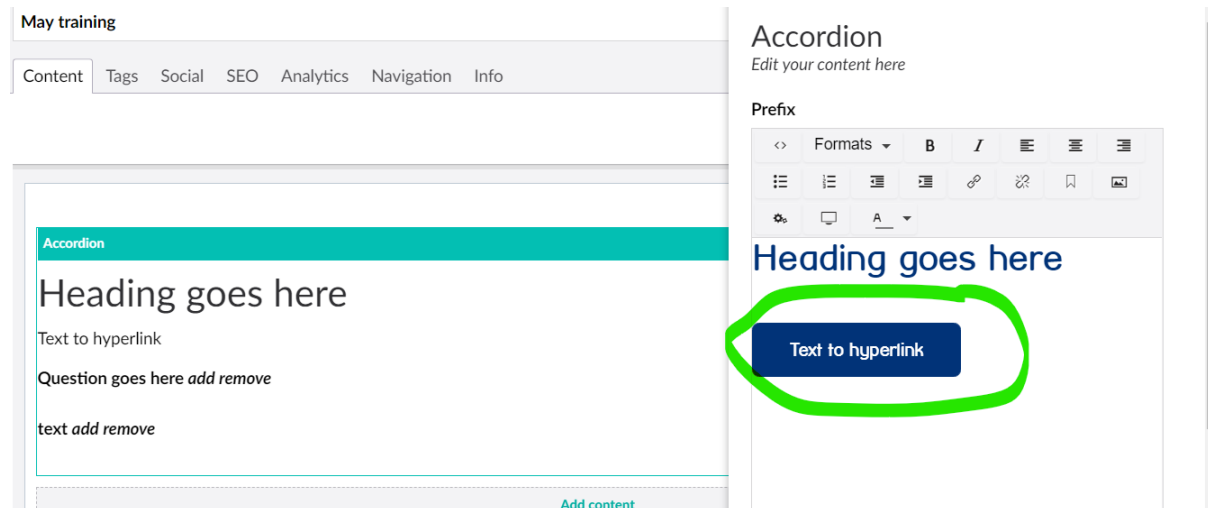 May training
Content Tags Social SEO Analytics Navigation Info
Accordion
Heading goes here
Text to hyperlink
Question goes here add remove
text add remove
Add content
Accordion
Edit your content here
Prefix
<> Formats B I
A
Heading goes here
Text to hyperlink